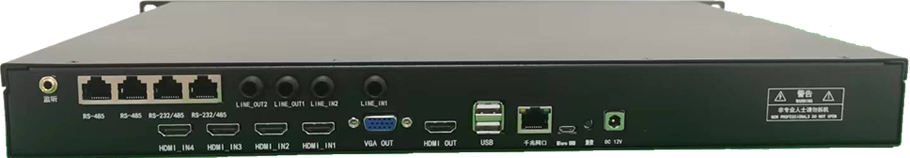 监听
RS-485
RS-485
RS-232/485
RS-232/485
LINE_OUT2
LINE_OUT1
LINE_IN2
LINE_IN1
HDMI_IN4
HDMI_IN3
HDMI_IN2
HDMI_IN1
VGA OUT
HDMI OUT
USB
千兆网口
Micro USB
DC 12V
警告
WARNING
非专业人士请勿拆机
NON PROFESSIONALS DO NOT OPEN